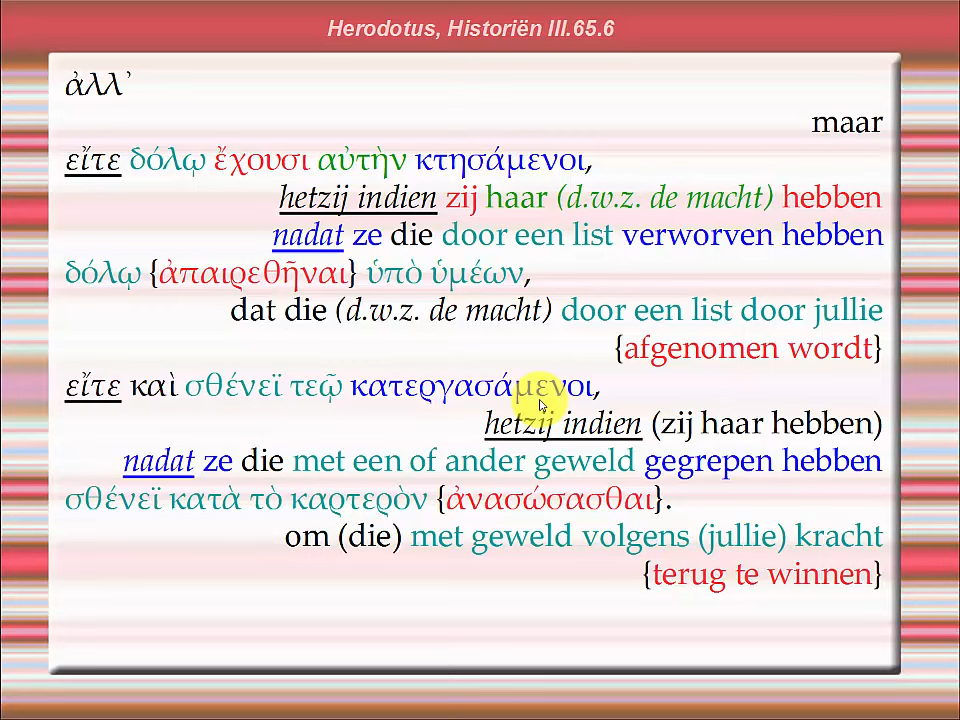 Herodotus, Historiën III.65.6
ἀλλ᾽
maar
εἴτε δόλῳ ἔχουσι αὐτὴν κτησάμενοι,
hetzij indien zij haar (d.w.z. de macht) hebben
nadat ze die door een list verworven hebben
δόλῳ {ἀπαιρεθῆναι} ὑπὸ ὑμέων,
dat die (d.w.z. de macht) door een list door jullie
{afgenomen wordt}
εἴτε καὶ σθένεϊ τεῷ κατεργασάμενοι,
hetzij indien (zij haar hebben)
nadat ze die met een of ander geweld gegrepen hebben
σθένεϊ κατὰ τὸ καρτερὸν {ἀνασώσασθαι}.
om (die) met geweld volgens (jullie) kracht
{terug te winnen}